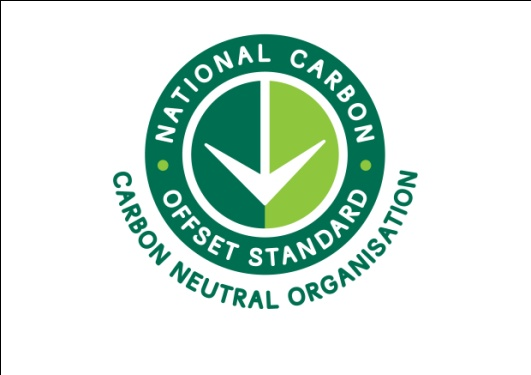 NATIONAL CARBON
OFFSET STANDARD
CARBON NEUTRAL ORGANISATION